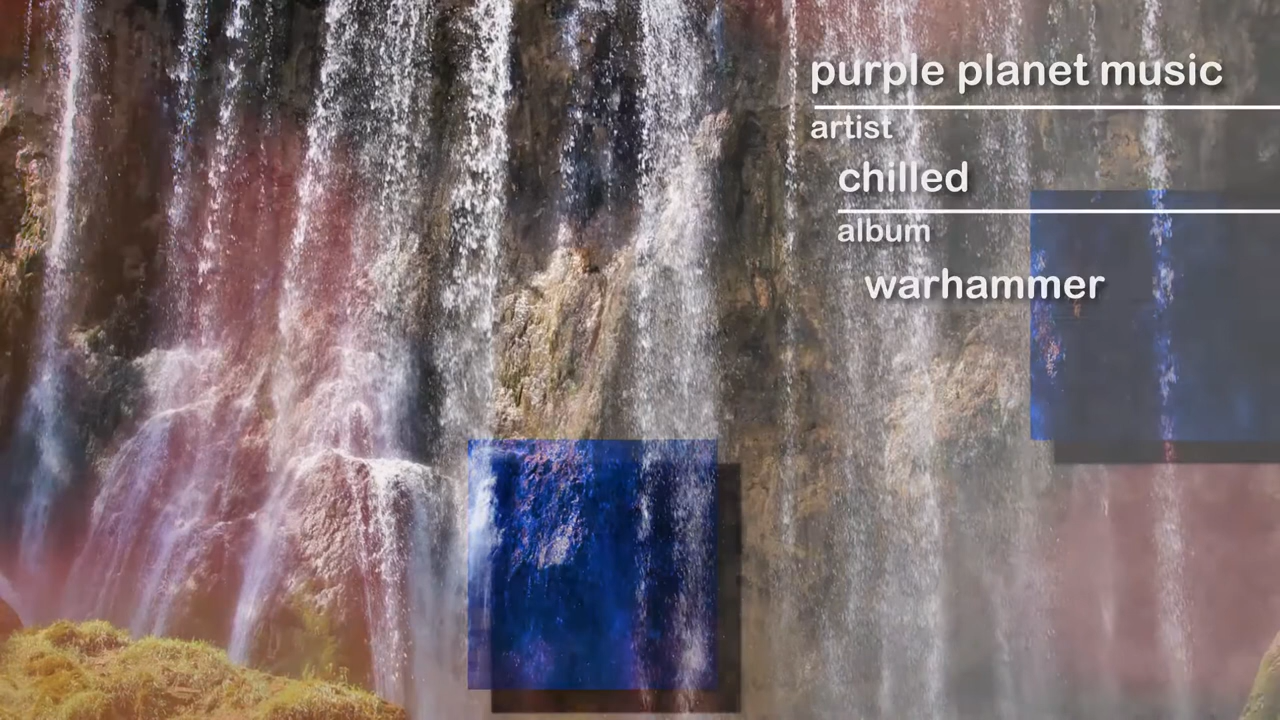 purple planet music
artist
chilled
album
warhammer